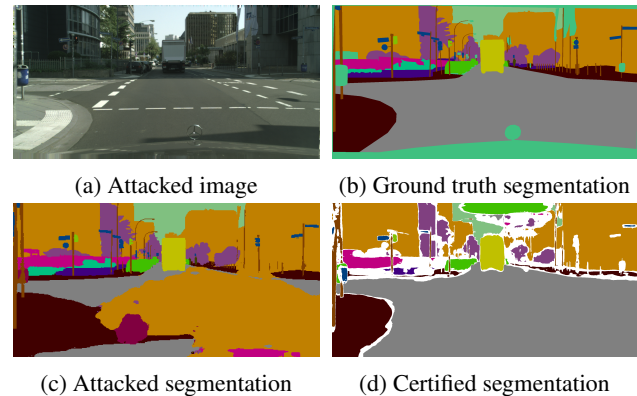 (a) Attacked image
(b) Ground truth segmentation
(c) Attacked segmentation
(d) Certified segmentation